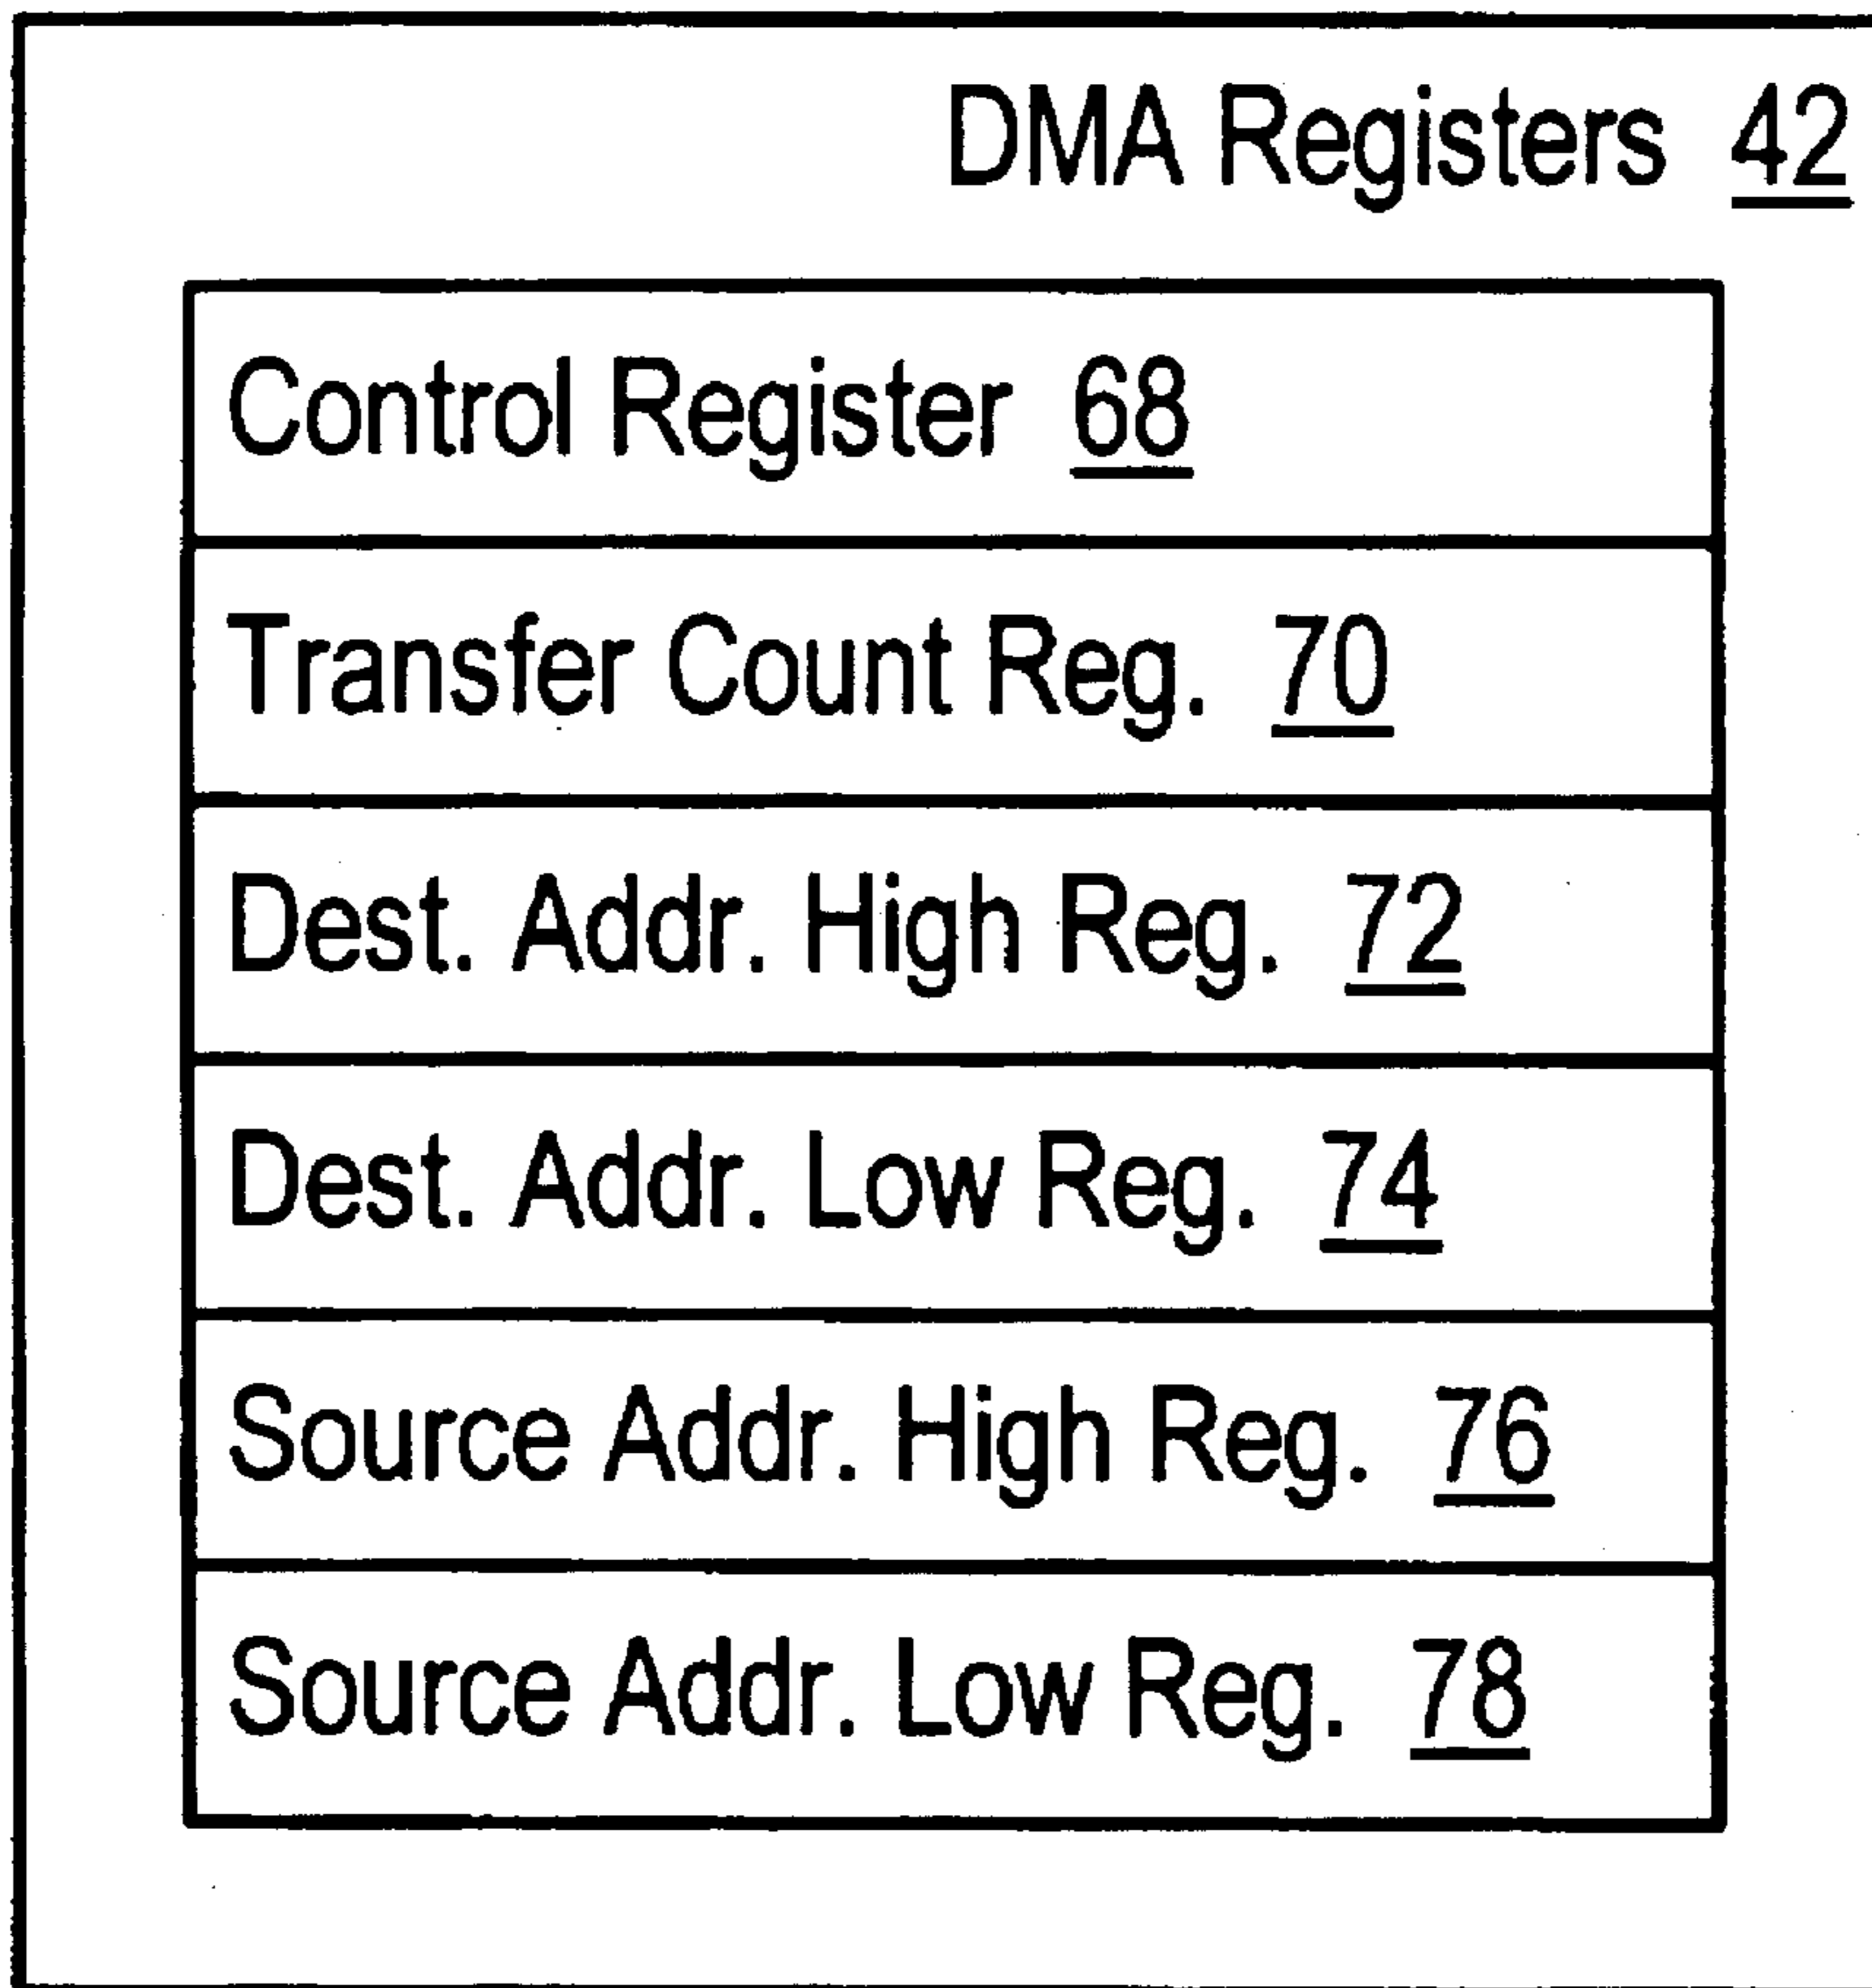 DMA Registers 42
Control Register 68
Transfer Count Reg. 70
Dest. Addr. High Reg. 72
Dest. Addr. Low Reg. 74
Source Addr. High Reg. 76
Source Addr. Low Reg. 78